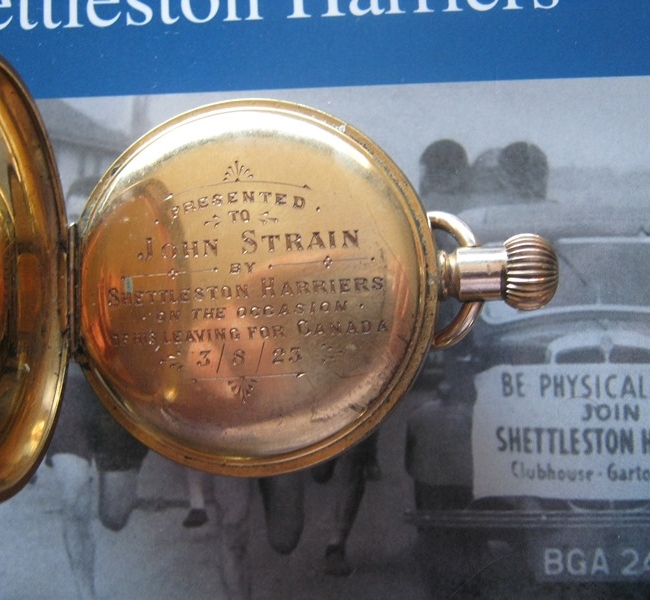 Shettleston Harriers
PRESENTED
TO
JOHN STRAIN
BY
SHETTLESTON HARRIERS
ON THE OCCASION
OF HIS LEAVING FOR CANADA
3/8/23
BE PHYSICAL
JOIN
SHETTLESTON H
Clubhouse - Garto
BGA 24